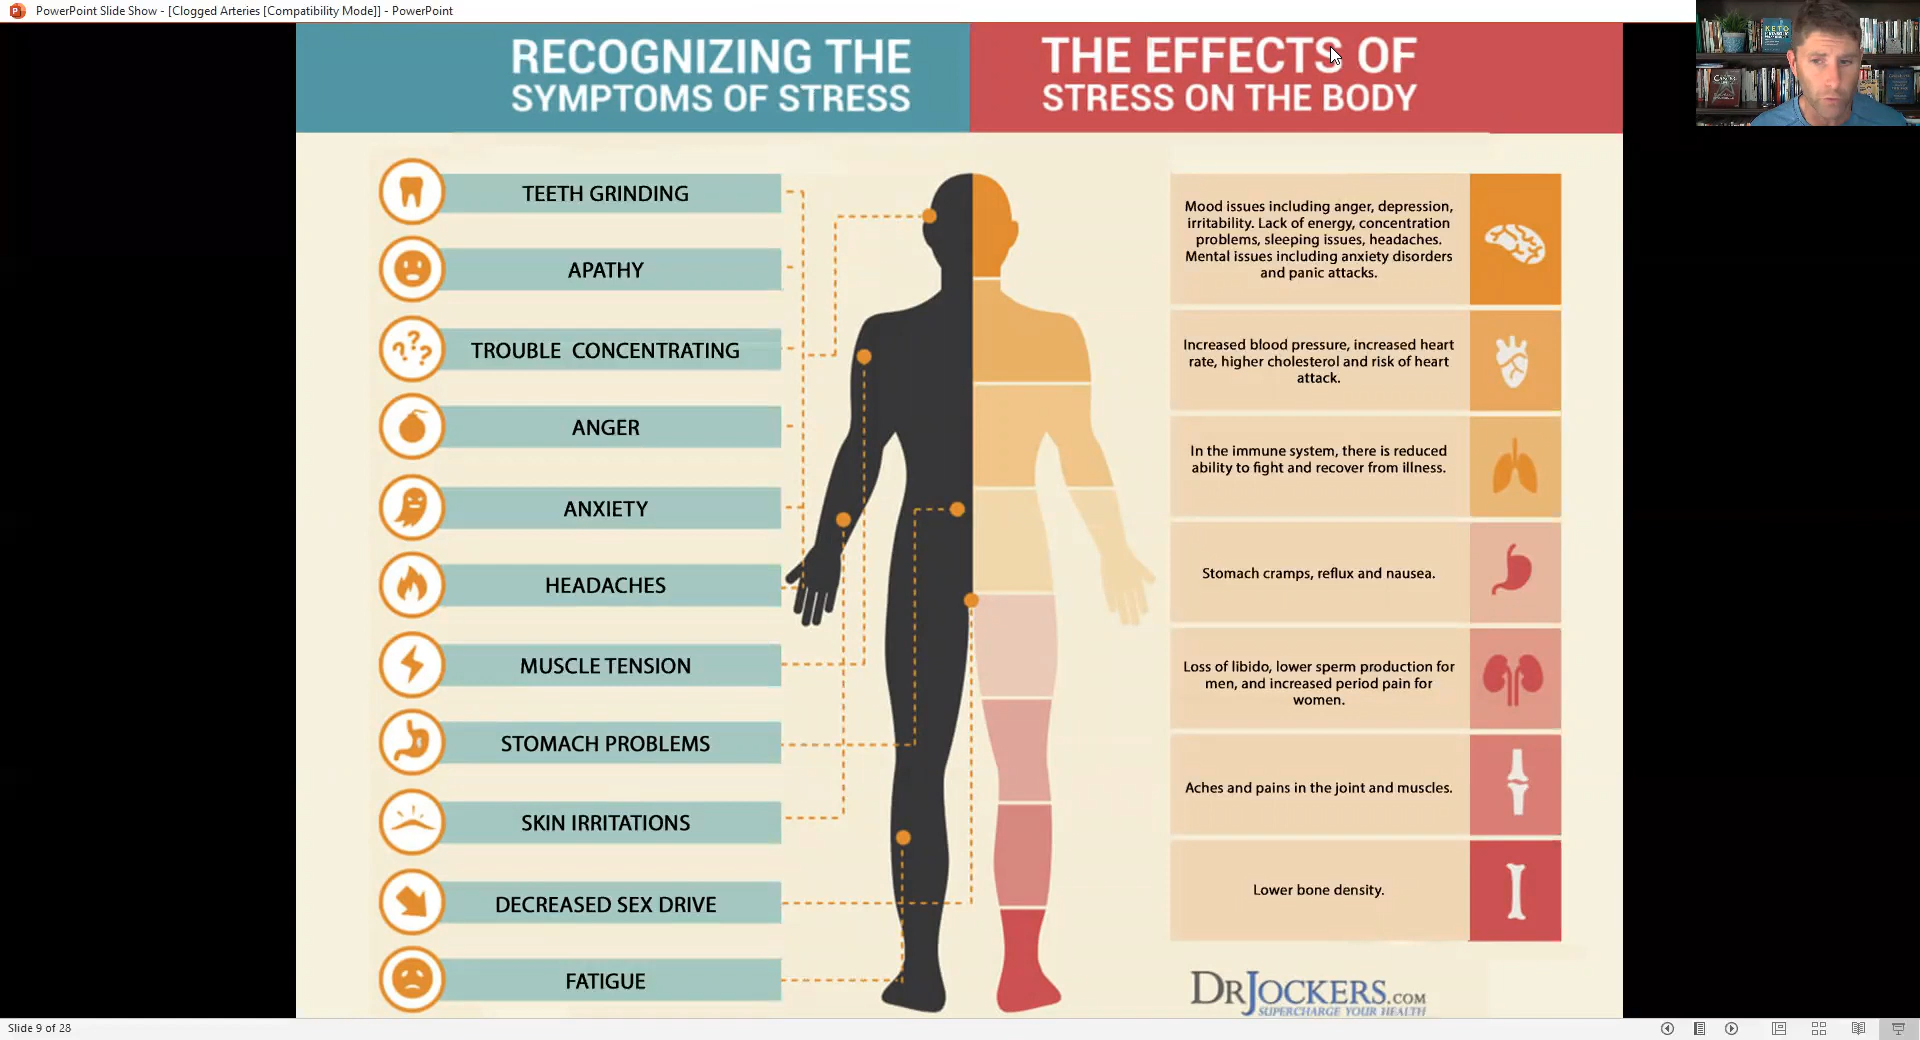 PowerPoint Slide Show - [Clogged Arteries [Compatibility Mode]] - PowerPoint
RECOGNIZING THE
SYMPTOMS OF STRESS
THE EFFECTS OF
STRESS ON THE BODY
TEETH GRINDING
APATHY
TROUBLE CONCENTRATING
ANGER
ANXIETY
HEADACHES
MUSCLE TENSION
STOMACH PROBLEMS
SKIN IRRITATIONS
DECREASED SEX DRIVE
FATIGUE
Mood issues including anger, depression,
irritability. Lack of energy, concentration
problems, sleeping issues, headaches.
Mental issues including anxiety disorders
and panic attacks.
Increased blood pressure, increased heart
rate, higher cholesterol and risk of heart
attack.
In the immune system, there is reduced
ability to fight and recover from illness.
Stomach cramps, reflux and nausea.
Loss of libido, lower sperm production for
men, and increased period pain for
women.
Aches and pains in the joint and muscles.
Lower bone density.
DRJOCKERS.COM
SUPERCHARGE YOUR HEALTH
Slide 9 of 28
KETO